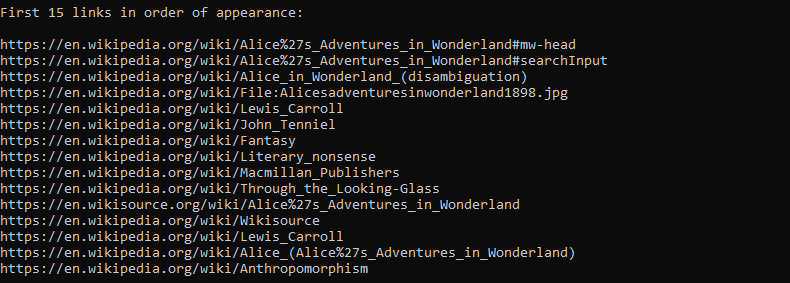 First 15 links in order of appearance:
https://en.wikipedia.org/wiki/Alice%27s_Adventures_in_Wonderland#mw-head
https://en.wikipedia.org/wiki/Alice%27s_Adventures_in_Wonderland#searchInput
https://en.wikipedia.org/wiki/Alice_in_Wonderland_(disambiguation)
https://en.wikipedia.org/wiki/File:Alicesadventuresinwonderland1898.jpg
https://en.wikipedia.org/wiki/Lewis_Carroll
https://en.wikipedia.org/wiki/John_Tenniel
https://en.wikipedia.org/wiki/Fantasy
https://en.wikipedia.org/wiki/Literary_nonsense
https://en.wikipedia.org/wiki/Macmillan_Publishers
https://en.wikipedia.org/wiki/Through_the_Looking-Glass
https://en.wikisource.org/wiki/Alice%27s_Adventures_in_Wonderland
https://en.wikipedia.org/wiki/Wikisource
https://en.wikipedia.org/wiki/Lewis_Carroll
https://en.wikipedia.org/wiki/Alice_(Alice%27s_Adventures_in_Wonderland)
https://en.wikipedia.org/wiki/Anthropomorphism